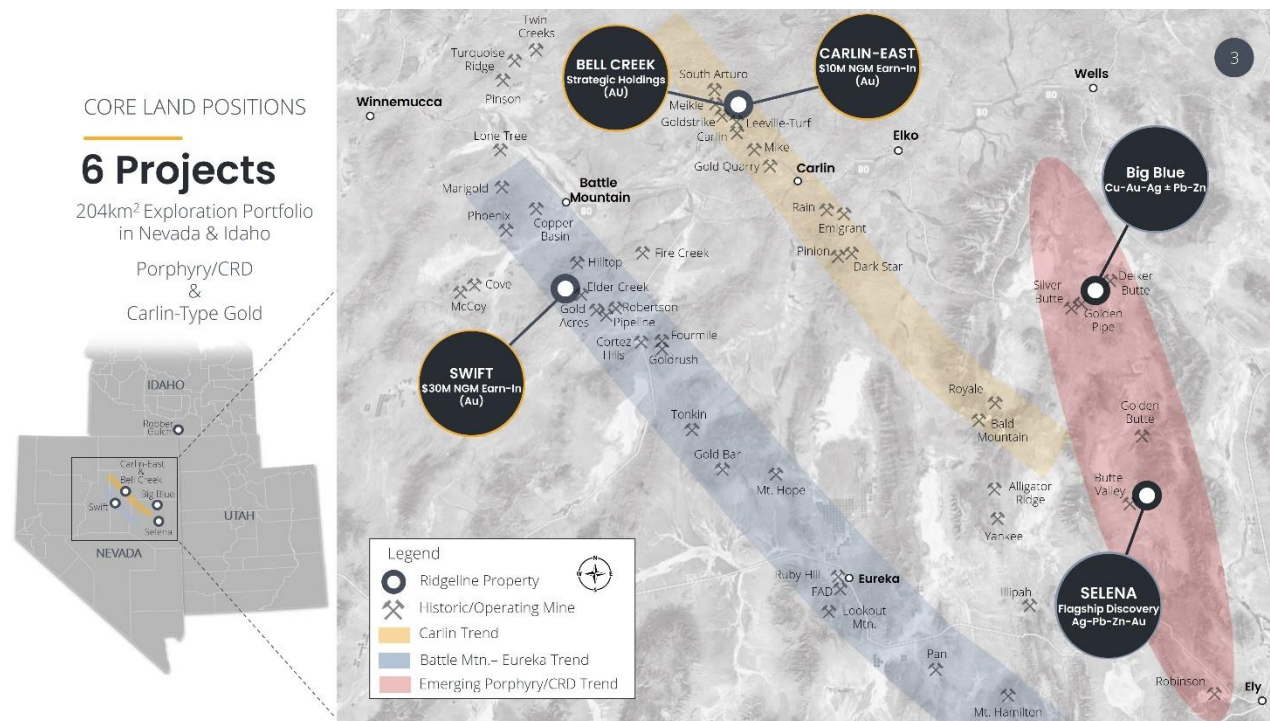 CORE LAND POSITIONS
6 Projects
204km² Exploration Portfolio
in Nevada & Idaho
Porphyry/CRD
&
Carlin-Type Gold
IDAHO
Robber
Gulch
Carlin-East
&
Bell Creek
Swift
Big Blue
Selena
UTAH
NEVADA
3
Twin
Creeks
Turquoise
Ridge
Pinson
Winnemucca
Lone Tree
BELL CREEK
Strategic Holdings
(AU)
CARLIN-EAST
$10M NGM Earn-In
(Au)
South Arturo
Meikle
Goldstrike
Leeville-Turf
Carlin
Mike
Gold Quarry
Carlin
Elko
80
Wells
80
80
Big Blue
Cu-Au-Ag ± Pb-Zn
Marigold
Battle
Mountain
80
Phoenix
Copper
Basin
Rain
Emigrant
Pinion
Dark Star
Fire Creek
Hilltop
Cove
McCoy
Elder Creek
Gold
Acres
Robertson
Pipeline
Cortez
Hills
Fourmile
Goldrush
SWIFT
$30M NGM Earn-In
(Au)
Silver
Butte
Delker
Butte
Golden
Pipe
Royale
Bald
Mountain
Golden
Butte
Tonkin
Gold Bar
Mt. Hope
Alligator
Ridge
Yankee
Butte
Valley
Ruby Hill
Eureka
FAD
Lookout
Mtn.
Illipah
SELENA
Flagship Discovery
Ag-Pb-Zn-Au
Pan
Mt. Hamilton
Robinson
Ely
Legend
N
Ridgeline Property
Historic/Operating Mine
Carlin Trend
Battle Mtn.– Eureka Trend
Emerging Porphyry/CRD Trend